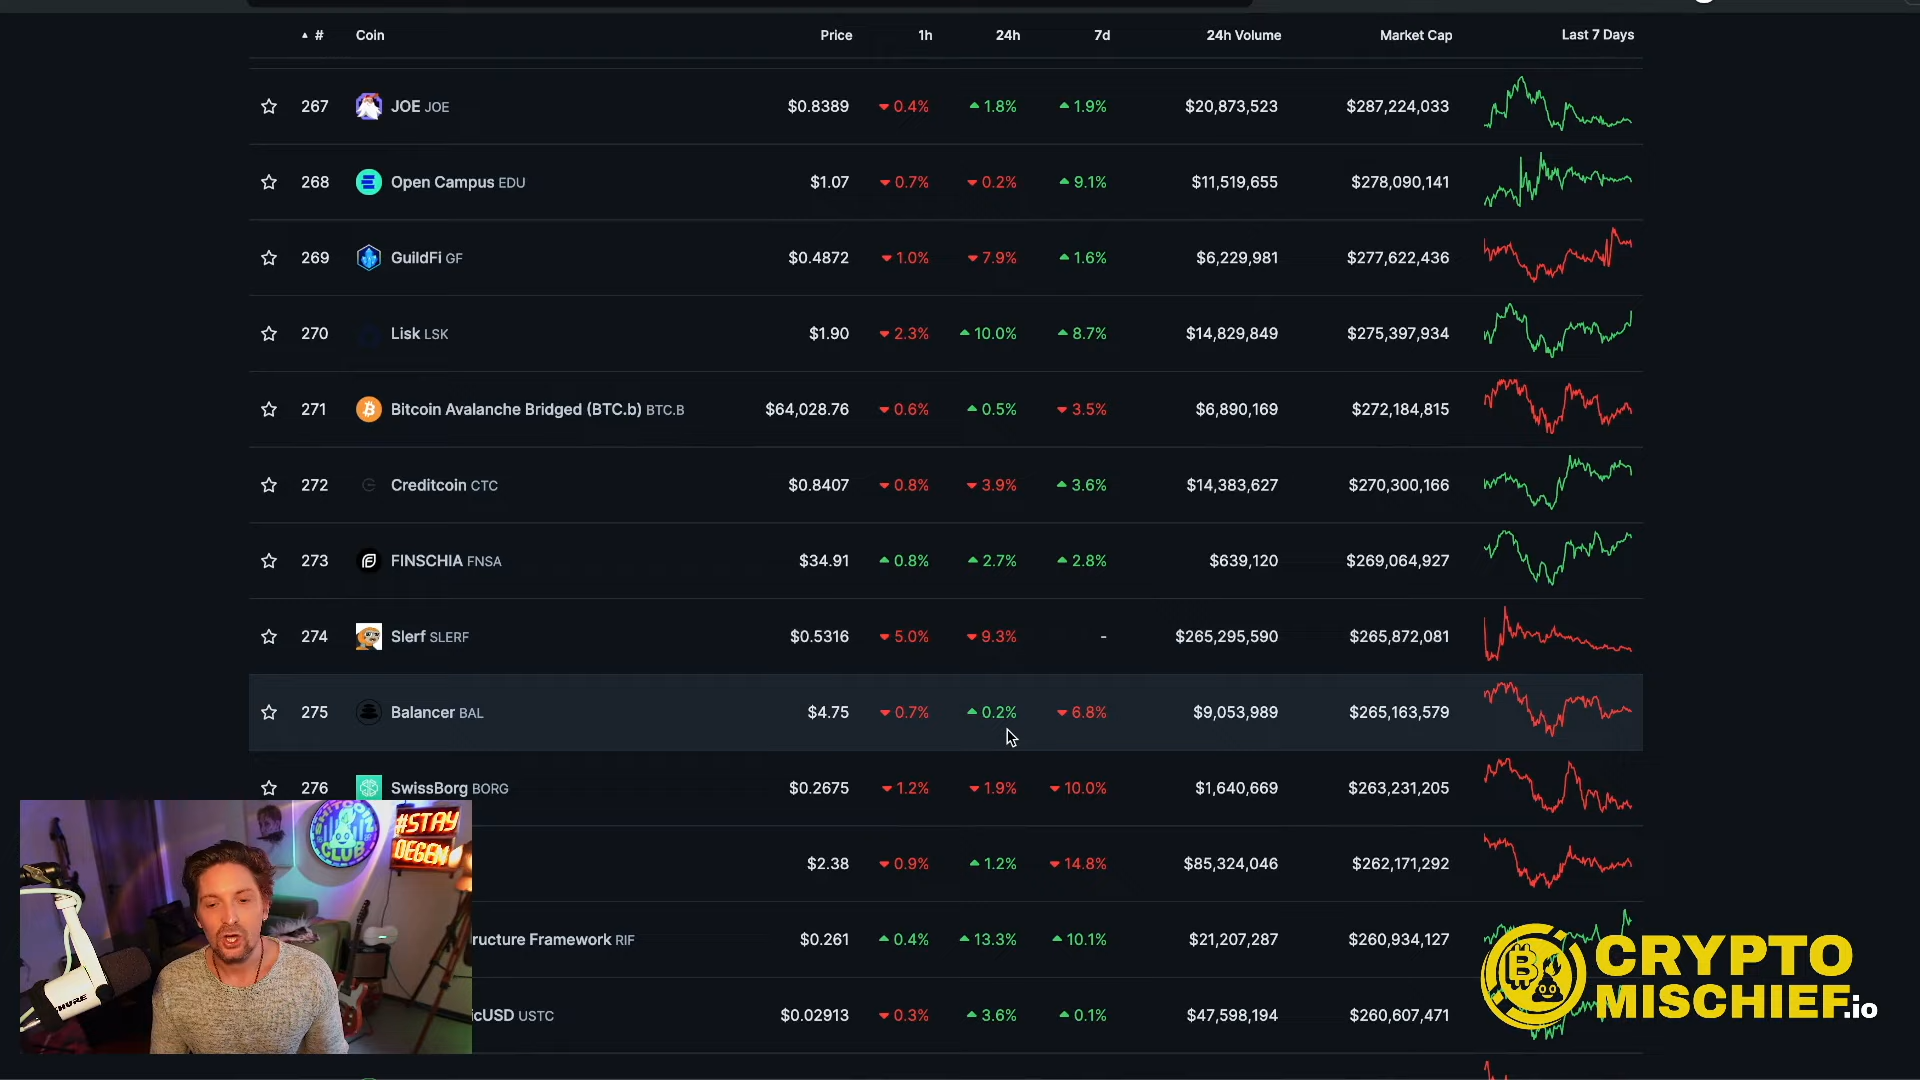 # Coin Price 1h 24h 7d 24h Volume Market Cap Last 7 Days
267 JOE JOE $0.8389 0.4% 1.8% 1.9% $20,873,523 $287,224,033
268 Open Campus EDU $1.07 0.7% 0.2% 9.1% $11,519,655 $278,090,141
269 GuildFi GF $0.4872 1.0% 7.9% 1.6% $6,229,981 $277,622,436
270 Lisk LSK $1.90 2.3% 10.0% 8.7% $14,829,849 $275,397,934
271 Bitcoin Avalanche Bridged (BTC.b) BTC.B $64,028.76 0.6% 0.5% 3.5% $6,890,169 $272,184,815
272 Creditcoin CTC $0.8407 0.8% 3.9% 3.6% $14,383,627 $270,300,166
273 FINSCHIA FNSA $34.91 0.8% 2.7% 2.8% $639,120 $269,064,927
274 Slerf SLERF $0.5316 5.0% 9.3% - $265,295,590 $265,872,081
275 Balancer BAL $4.75 0.7% 0.2% 6.8% $9,053,989 $265,163,579
276 SwissBorg BORG $0.2675 1.2% 1.9% 10.0% $1,640,669 $263,231,205
$2.38 0.9% 1.2% 14.8% $85,324,046 $262,171,292
ructure Framework RIF $0.261 0.4% 13.3% 10.1% $21,207,287 $260,934,127
icUSD USTC $0.02913 0.3% 3.6% 0.1% $47,598,194 $260,607,471
SHITCOIN
CLUB
#STAY
DEGEN
SHURE
CRYPTO
MISCHIEF.io